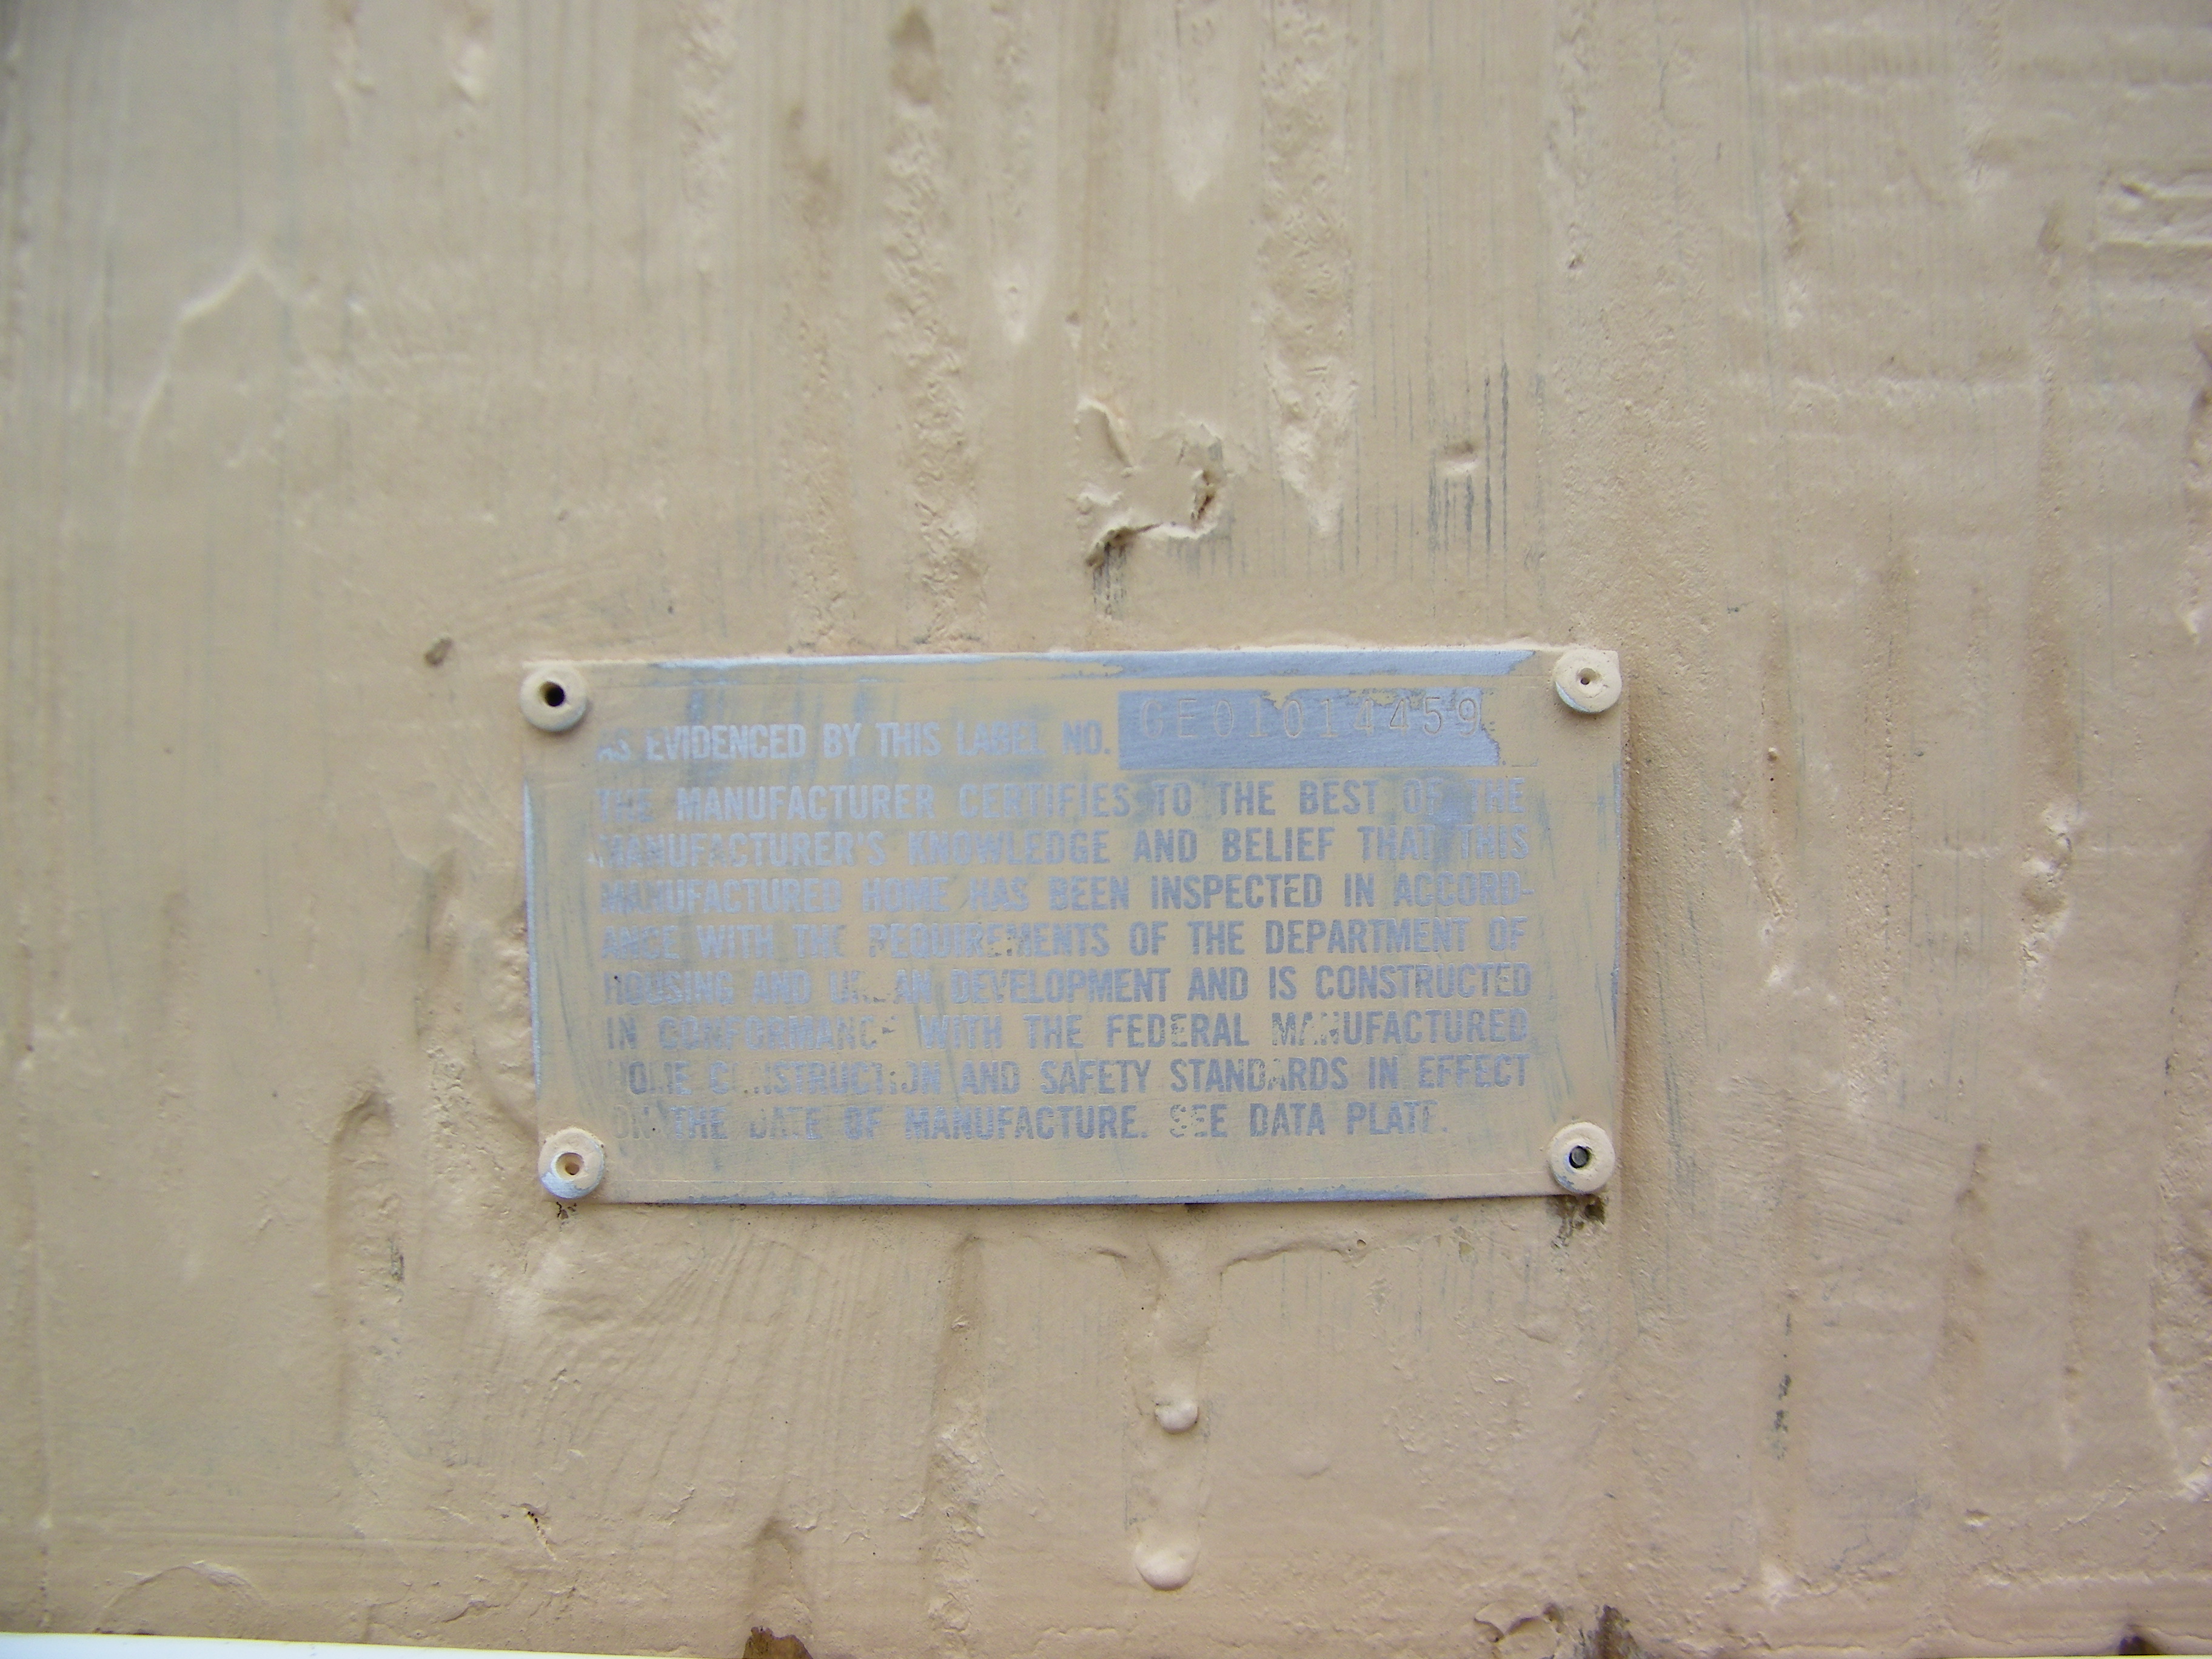 AS EVIDENCED BY THIS LABEL NO. GEO1014459
THE MANUFACTURER CERTIFIES TO THE BEST OF THE
MANUFACTURER'S KNOWLEDGE AND BELIEF THAT THIS
MANUFACTURED HOME HAS BEEN INSPECTED IN ACCORD-
ANCE WITH THE REQUIREMENTS OF THE DEPARTMENT OF
HOUSING AND URBAN DEVELOPMENT AND IS CONSTRUCTED
IN CONFORMANCE WITH THE FEDERAL MANUFACTURED
HOME CONSTRUCTION AND SAFETY STANDARDS IN EFFECT
ON THE DATE OF MANUFACTURE. SEE DATA PLATE.